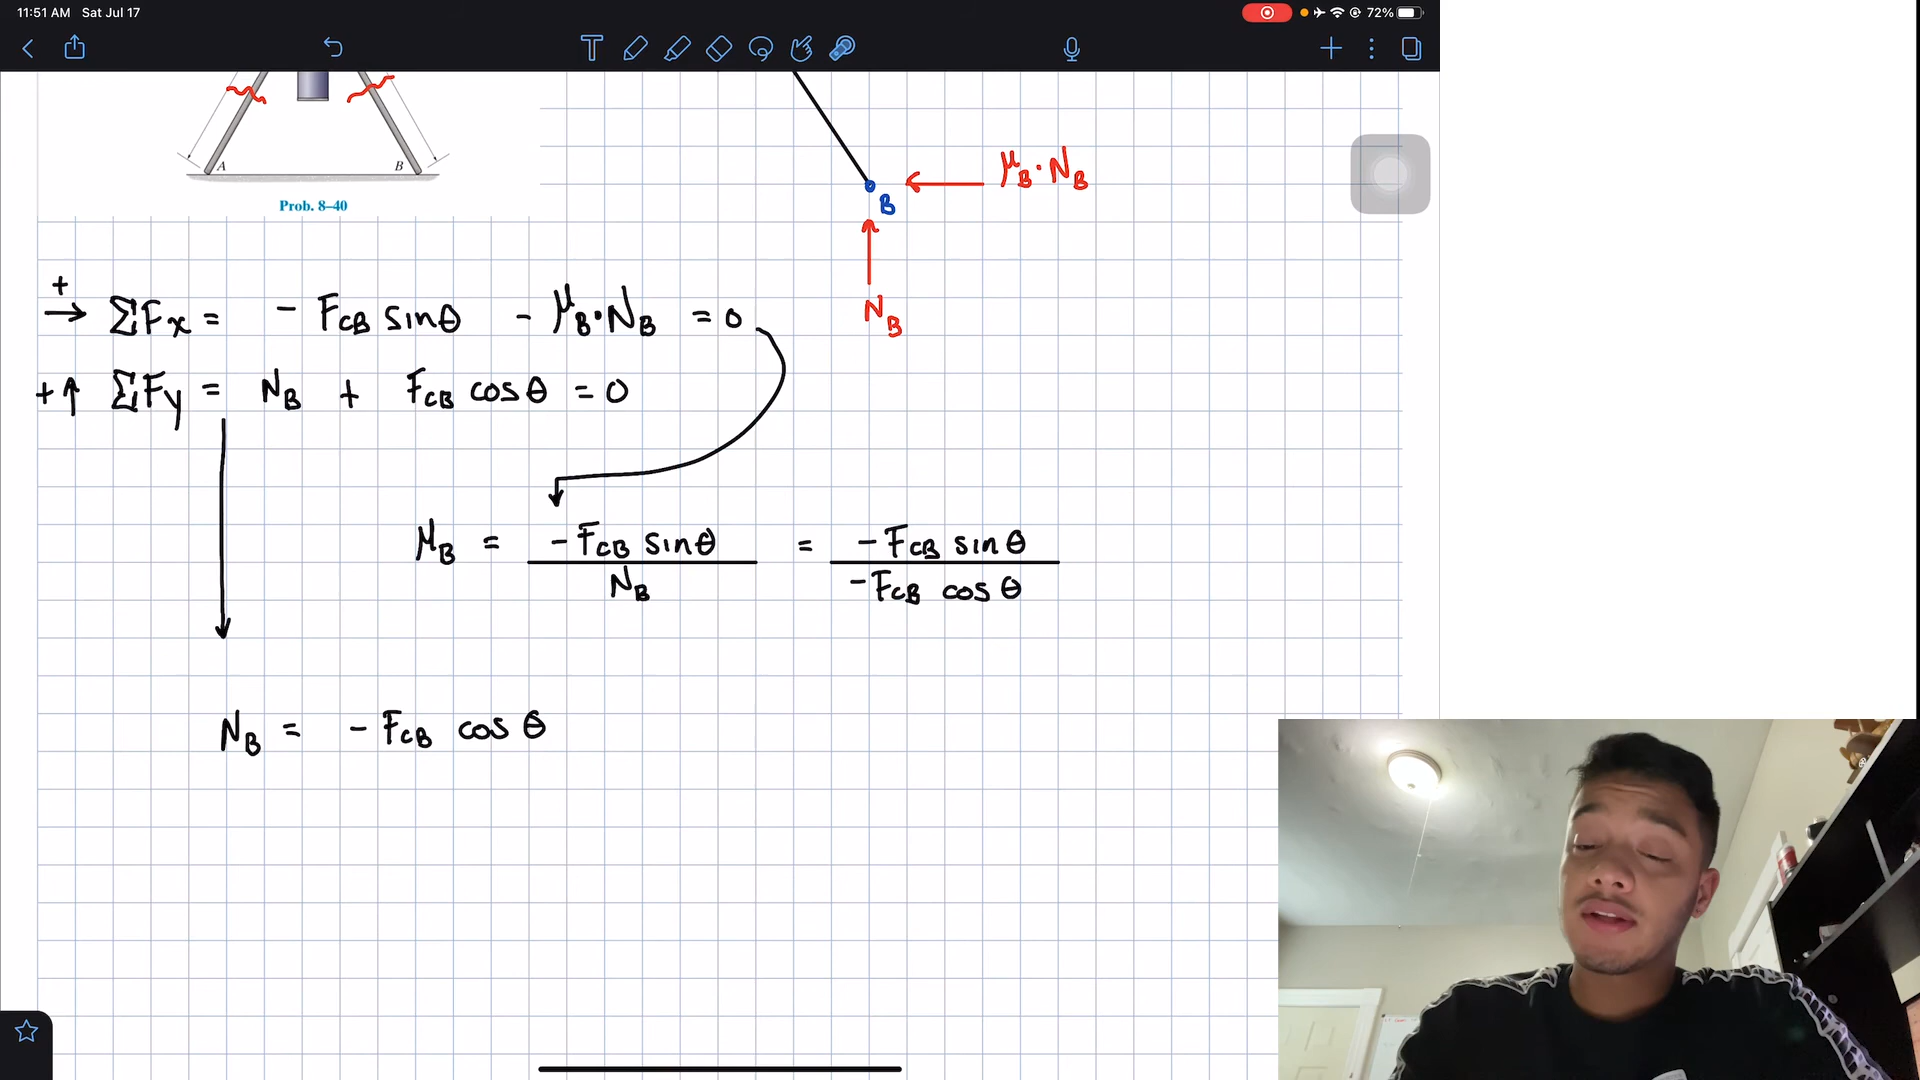 11:51 AM Sat Jul 17
72%
T
A
B
Prob. 8–40
μB · NB
B
NB
+→ ΣFx = - FCB sinθ - μB·NB = 0
+↑ ΣFy = NB + FCB cosθ = 0
μB = -FCB sinθ / NB = -FCB sinθ / -FCB cosθ
NB = - FCB cosθ